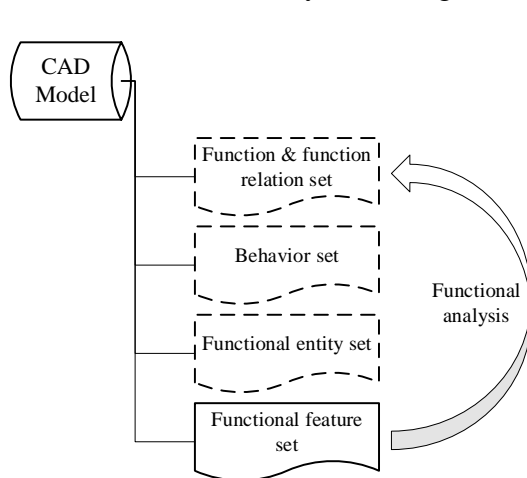 CAD
Model
Function & function
relation set
Behavior set
Functional
analysis
Functional entity set
Functional feature
set